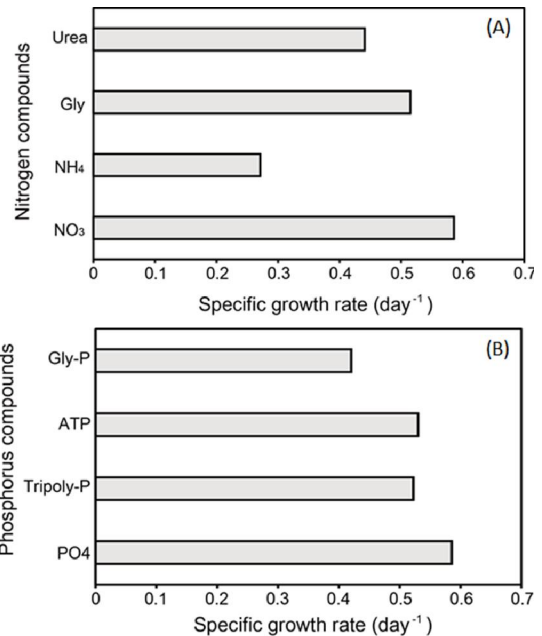 (A)
Nitrogen compounds
Urea
Gly
NH₄
NO₃
0 0.1 0.2 0.3 0.4 0.5 0.6 0.7
Specific growth rate (day⁻¹)
(B)
Phosphorus compounds
Gly-P
ATP
Tripoly-P
PO4
0 0.1 0.2 0.3 0.4 0.5 0.6 0.7
Specific growth rate (day⁻¹)